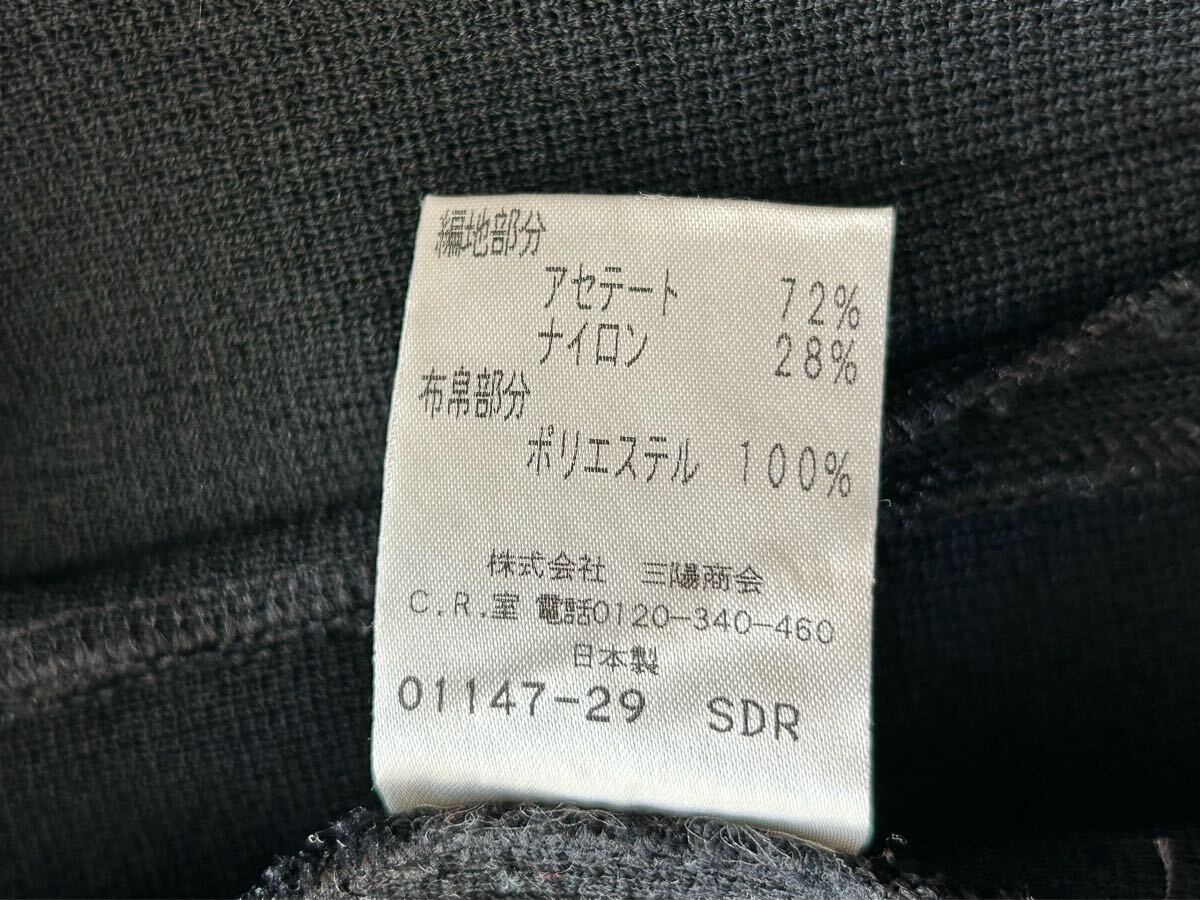 編地部分
アセテート 72%
ナイロン 28%
布帛部分
ポリエステル 100%
株式会社 三陽商会
C.R.室 電話0120-340-460
日本製
01147-29 SDR